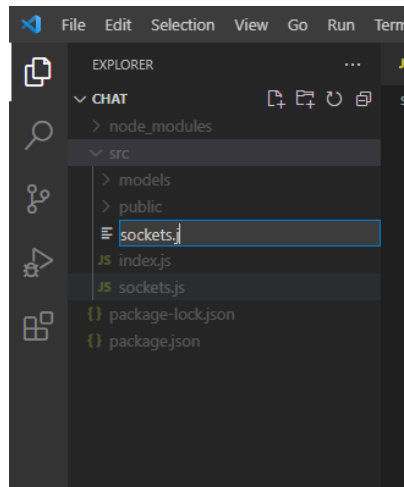 File Edit Selection View Go Run Term
EXPLORER
CHAT
node_modules
src
models
public
sockets.j
JS index.js
JS sockets.js
{} package-lock.json
{} package.json